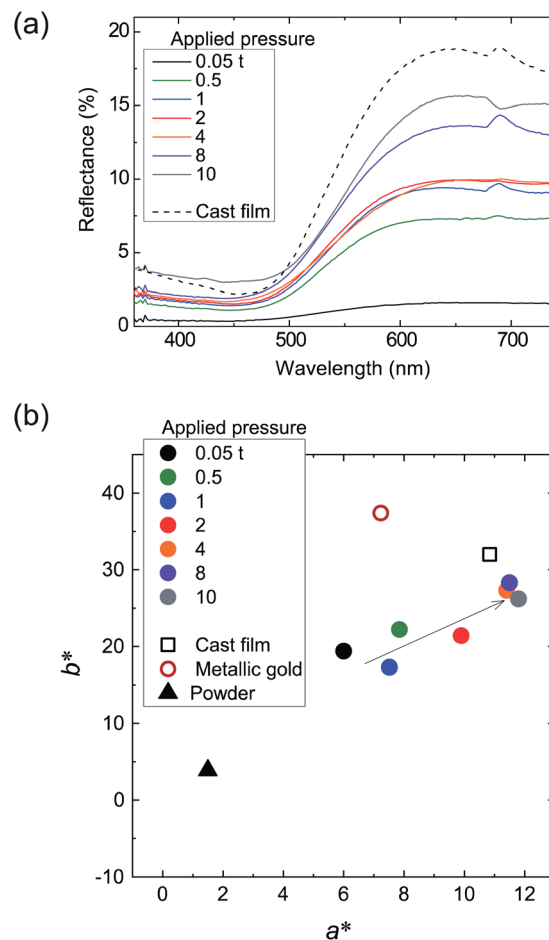 (a)
Applied pressure
0.05 t
0.5
1
2
4
8
10
Cast film
20
15
10
5
0
Reflectance (%)
400
500
600
700
Wavelength (nm)
(b)
Applied pressure
0.05 t
0.5
1
2
4
8
10
Cast film
Metallic gold
Powder
40
30
20
10
0
-10
b*
0
2
4
6
8
10
12
a*